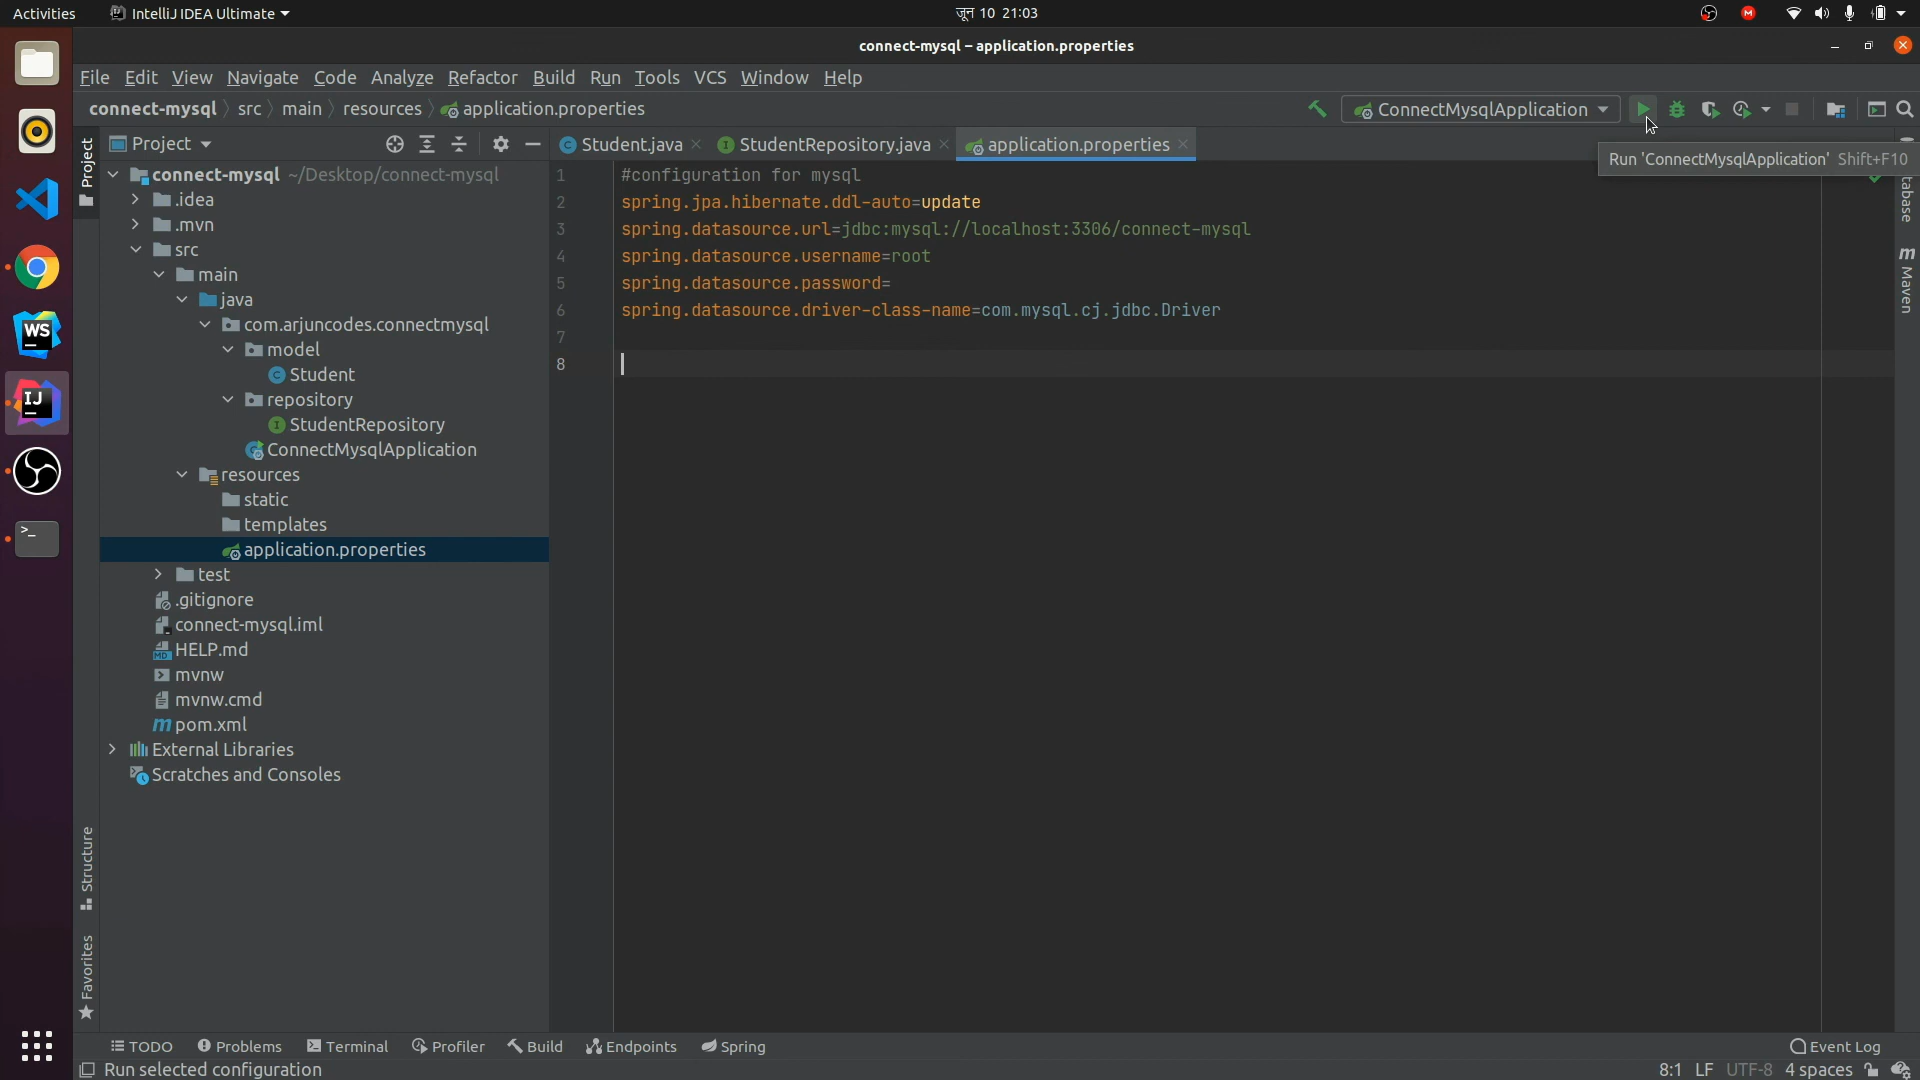 Activities
IntelliJ IDEA Ultimate
जून 10 21:03
M
connect-mysql – application.properties
File Edit View Navigate Code Analyze Refactor Build Run Tools VCS Window Help
connect-mysql src main resources application.properties
ConnectMysqlApplication
Run 'ConnectMysqlApplication' Shift+F10
Project
Student.java
StudentRepository.java
application.properties
WS
IJ
>_
Project
connect-mysql ~/Desktop/connect-mysql
.idea
.mvn
src
main
java
com.arjuncodes.connectmysql
model
C Student
repository
I StudentRepository
ConnectMysqlApplication
resources
static
templates
application.properties
test
.gitignore
connect-mysql.iml
MD HELP.md
mvnw
mvnw.cmd
m pom.xml
External Libraries
Scratches and Consoles
Structure
Favorites
1 #configuration for mysql
2 spring.jpa.hibernate.ddl-auto=update
3 spring.datasource.url=jdbc:mysql://localhost:3306/connect-mysql
4 spring.datasource.username=root
5 spring.datasource.password=
6 spring.datasource.driver-class-name=com.mysql.cj.jdbc.Driver
7
8
tabase
m Maven
TODO Problems Terminal Profiler Build Endpoints Spring
Event Log
Run selected configuration
8:1 LF UTF-8 4 spaces